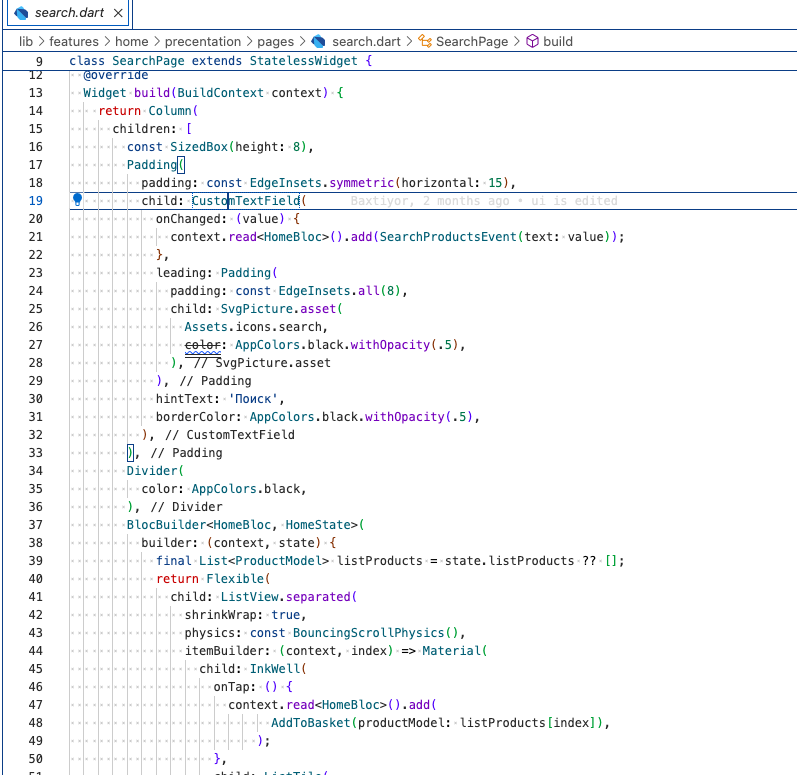 search.dart ×
lib > features > home > precentation > pages > search.dart > SearchPage > build
9 class SearchPage extends StatelessWidget {
12 @override
13 Widget build(BuildContext context) {
14 return Column(
15 children: [
16 const SizedBox(height: 8),
17 Padding(
18 padding: const EdgeInsets.symmetric(horizontal: 15),
19 child: CustomTextField( Baxtiyor, 2 months ago • ui is edited
20 onChanged: (value) {
21 context.read<HomeBloc>().add(SearchProductsEvent(text: value));
22 },
23 leading: Padding(
24 padding: const EdgeInsets.all(8),
25 child: SvgPicture.asset(
26 Assets.icons.search,
27 color: AppColors.black.withOpacity(.5),
28 ), // SvgPicture.asset
29 ), // Padding
30 hintText: 'Поиск',
31 borderColor: AppColors.black.withOpacity(.5),
32 ), // CustomTextField
33 ), // Padding
34 Divider(
35 color: AppColors.black,
36 ), // Divider
37 BlocBuilder<HomeBloc, HomeState>(
38 builder: (context, state) {
39 final List<ProductModel> listProducts = state.listProducts ?? [];
40 return Flexible(
41 child: ListView.separated(
42 shrinkWrap: true,
43 physics: const BouncingScrollPhysics(),
44 itemBuilder: (context, index) => Material(
45 child: InkWell(
46 onTap: () {
47 context.read<HomeBloc>().add(
48 AddToBasket(productModel: listProducts[index]),
49 );
50 },
51 child: ListTile(